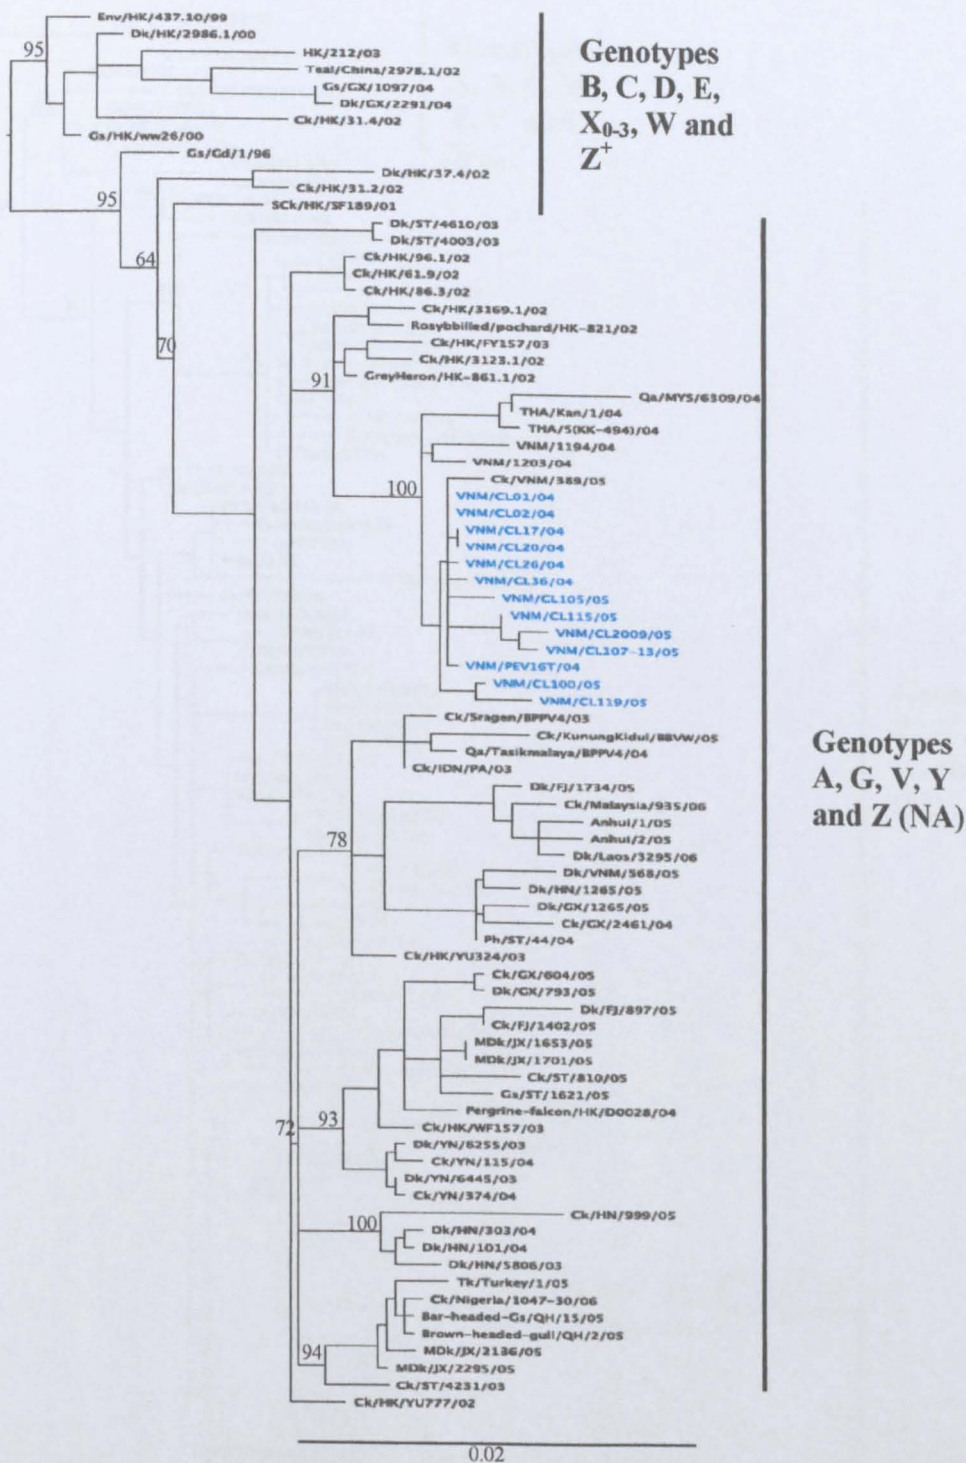 Env/HK/437.10/99
Dk/HK/2986.1/00
95
HK/212/03
Teal/China/2978.1/02
Gs/GX/1097/04
Dk/GX/2291/04
Ck/HK/31.4/02
Gs/HK/ww26/00
Genotypes
B, C, D, E,
X0-3, W and
Z+
Gs/Gd/1/96
Dk/HK/37.4/02
95
Ck/HK/31.2/02
SCk/HK/SF189/01
Dk/ST/4610/03
Dk/ST/4003/03
64
Ck/HK/96.1/02
Ck/HK/61.9/02
Ck/HK/86.3/02
Ck/HK/3169.1/02
Rosybbilled/pochard/HK-821/02
70
Ck/HK/FY157/03
Ck/HK/3123.1/02
91
GreyHeron/HK-861.1/02
Qa/MYS/6309/04
THA/Kan/1/04
THA/5(KK-494)/04
VNM/1194/04
VNM/1203/04
Ck/VNM/389/05
100
VNM/CL01/04
VNM/CL02/04
VNM/CL17/04
VNM/CL20/04
VNM/CL26/04
VNM/CL36/04
VNM/CL105/05
VNM/CL115/05
VNM/CL2009/05
VNM/CL107-13/05
VNM/PEV16T/04
VNM/CL100/05
VNM/CL119/05
Ck/Sragen/BPPV4/03
Ck/KunungKidul/BBVW/05
Qa/Tasikmalaya/BPPV4/04
Ck/IDN/PA/03
Genotypes
A, G, V, Y
and Z (NA)
Dk/FJ/1734/05
Ck/Malaysia/935/06
Anhui/1/05
78
Anhui/2/05
Dk/Laos/3295/06
Dk/VNM/568/05
Dk/HN/1265/05
Dk/GX/1265/05
Ck/GX/2461/04
Ph/ST/44/04
Ck/HK/YU324/03
Ck/GX/604/05
Dk/GX/793/05
Dk/FJ/897/05
Ck/FJ/1402/05
MDk/JX/1653/05
MDk/JX/1701/05
Ck/ST/810/05
Gs/ST/1621/05
Pergrine-falcon/HK/D0028/04
72
93
Ck/HK/WF157/03
Dk/YN/6255/03
Ck/YN/115/04
Dk/YN/6445/03
Ck/YN/374/04
Ck/HN/999/05
100
Dk/HN/303/04
Dk/HN/101/04
Dk/HN/5806/03
Tk/Turkey/1/05
Ck/Nigeria/1047-30/06
Bar-headed-Gs/QH/15/05
Brown-headed-gull/QH/2/05
94
MDk/JX/2136/05
MDk/JX/2295/05
Ck/ST/4231/03
Ck/HK/YU777/02
0.02